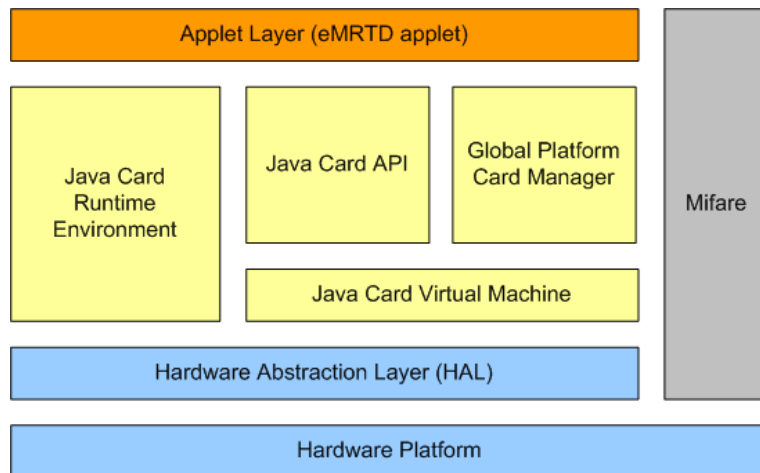 Applet Layer (eMRTD applet)
Java Card
Runtime
Environment
Java Card API
Global Platform
Card Manager
Mifare
Java Card Virtual Machine
Hardware Abstraction Layer (HAL)
Hardware Platform